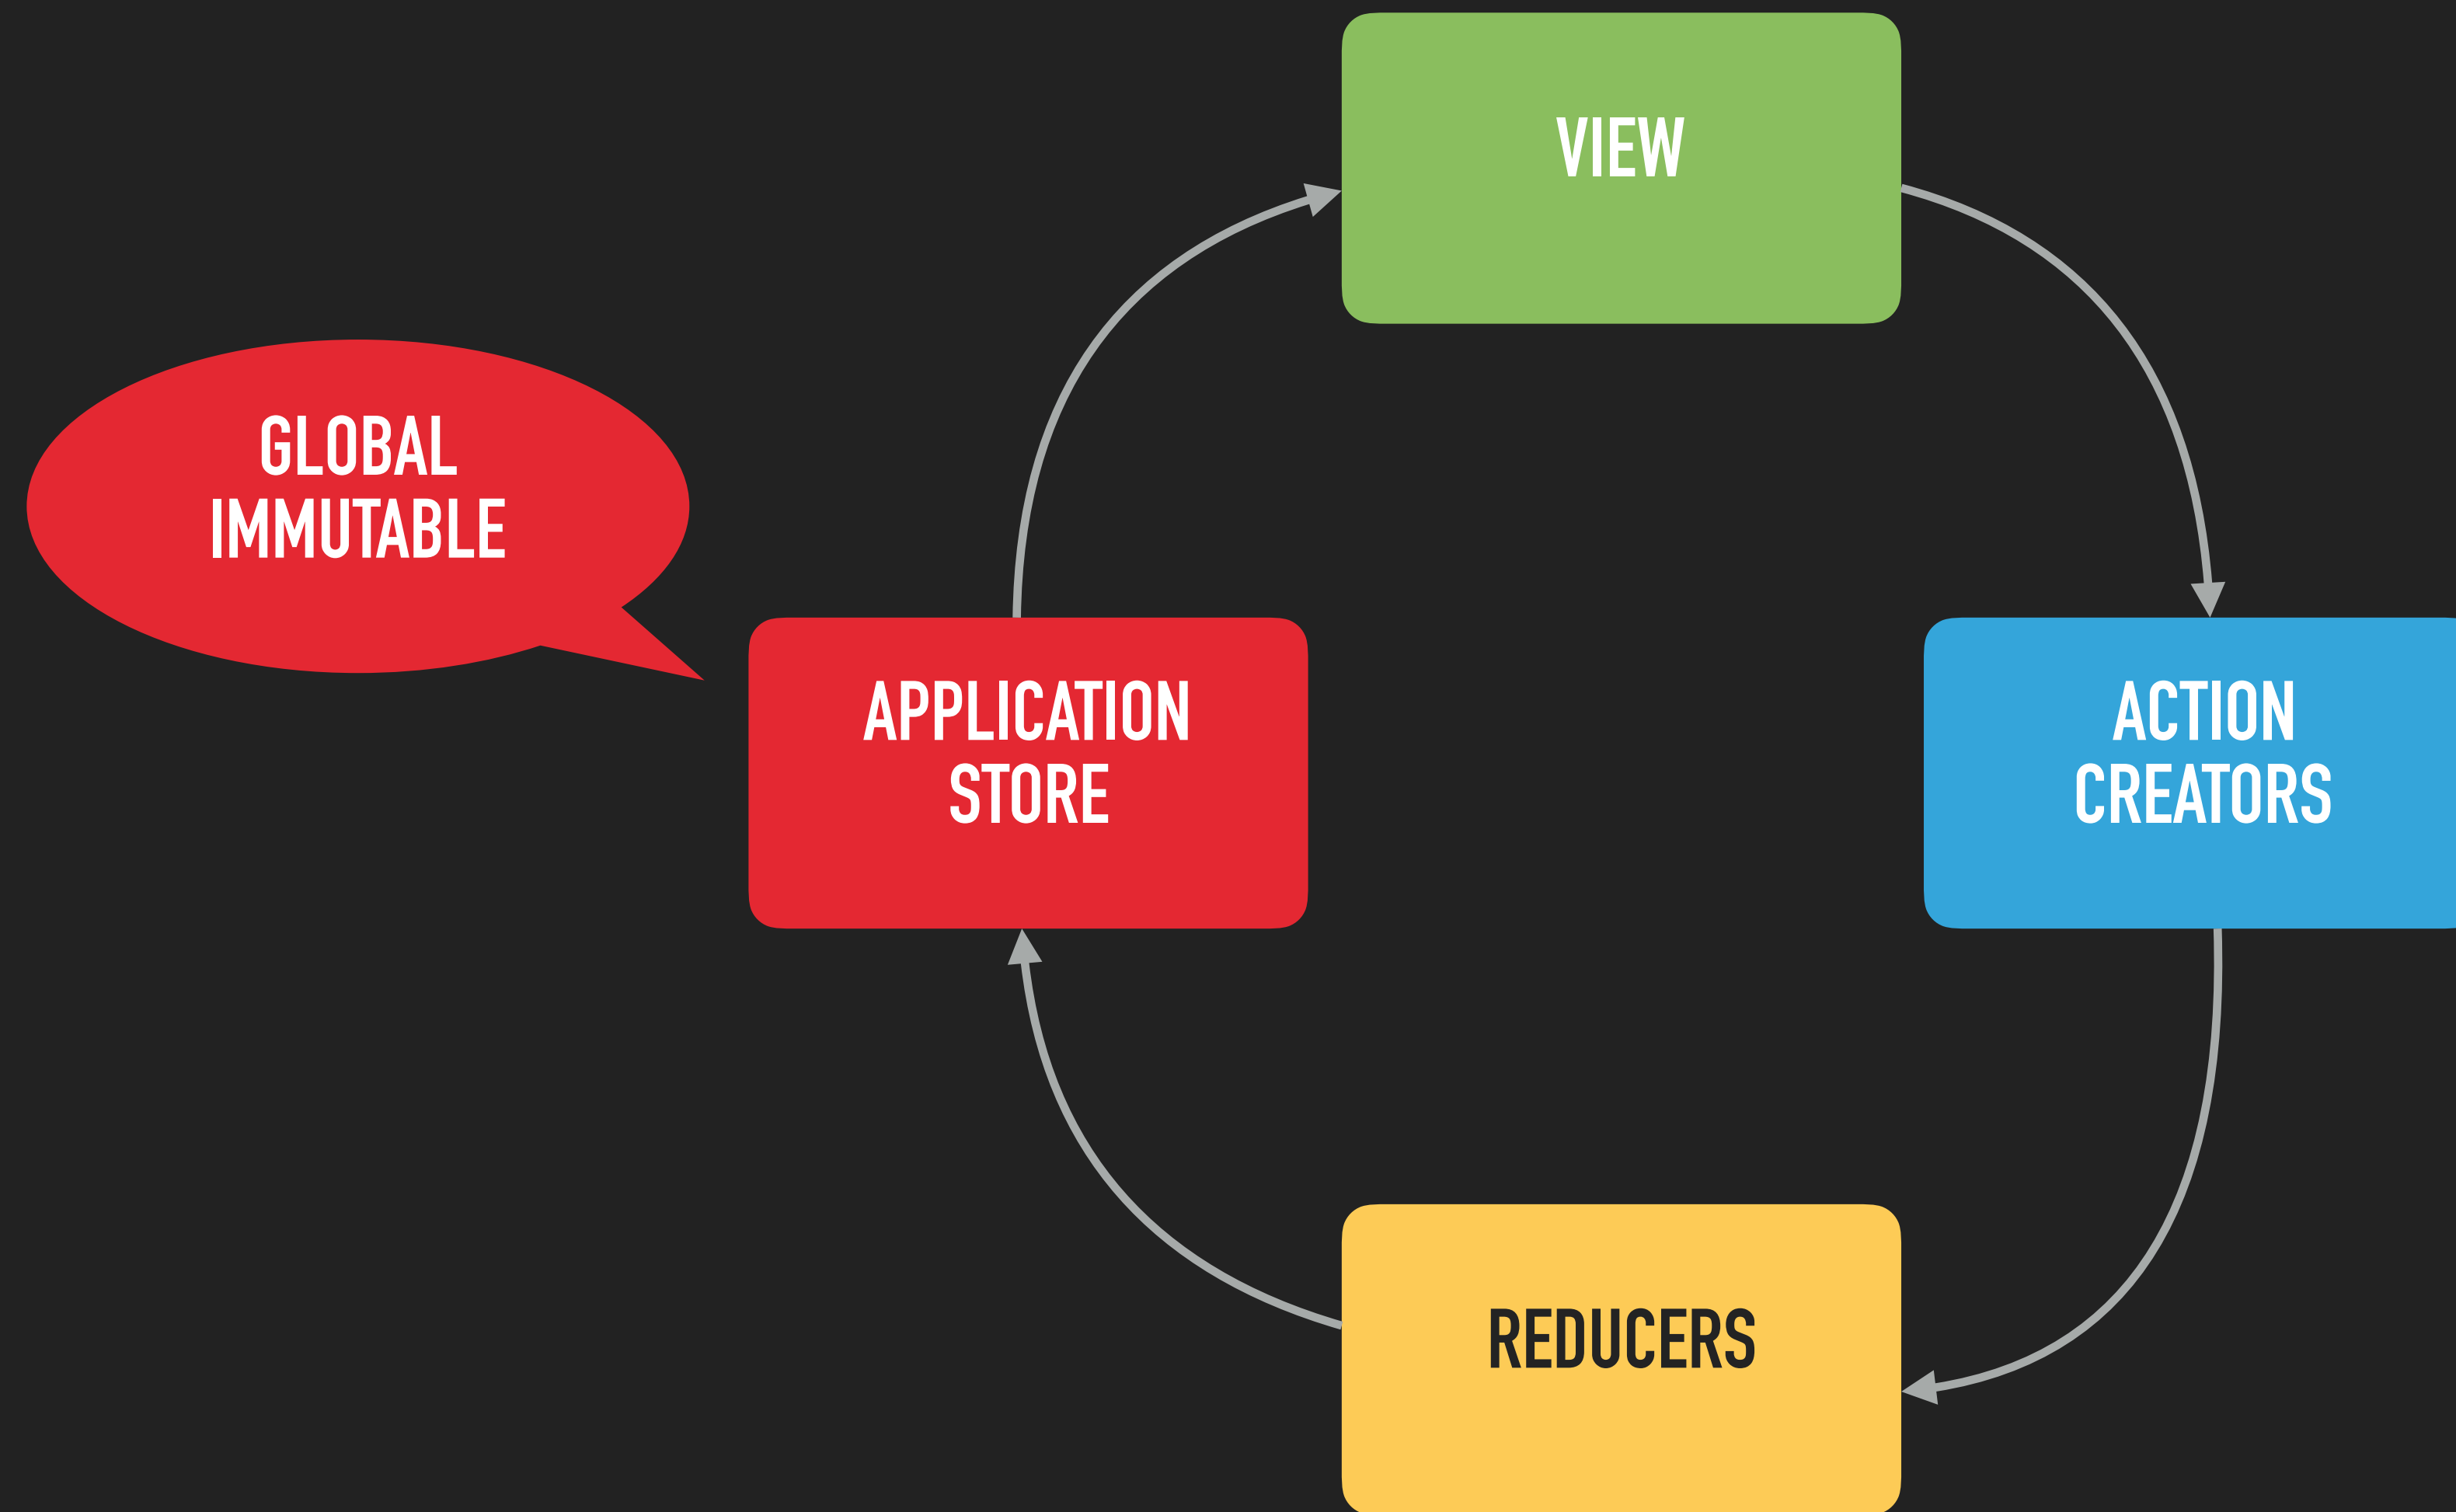 VIEW
GLOBAL
IMMUTABLE
APPLICATION
STORE
ACTION
CREATORS
REDUCERS